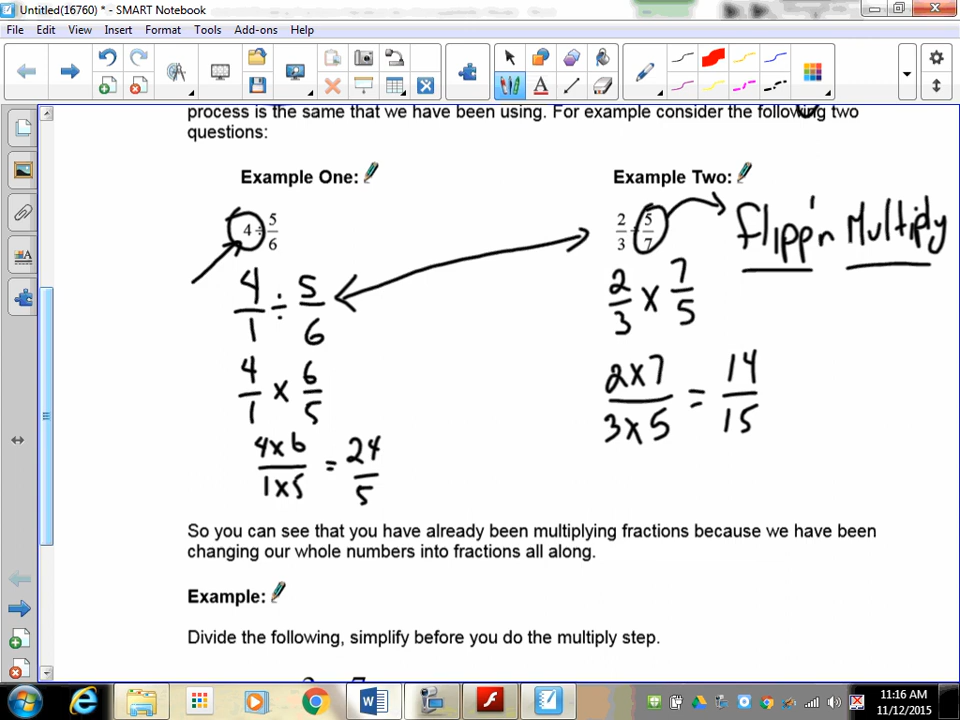 Untitled(16760) * - SMART Notebook
File Edit View Insert Format Tools Add-ons Help
process is the same that we have been using. For example consider the following two
questions:
Example One:
Example Two:
4 ÷ 5/6
2/3 ÷ 5/7
Flipp'n Multiply
4/1 ÷ 5/6
2/3 x 7/5
4/1 x 6/5
2x7/3x5 = 14/15
4x6/1x5 = 24/5
So you can see that you have already been multiplying fractions because we have been
changing our whole numbers into fractions all along.
Example:
Divide the following, simplify before you do the multiply step.
11:16 AM
11/12/2015